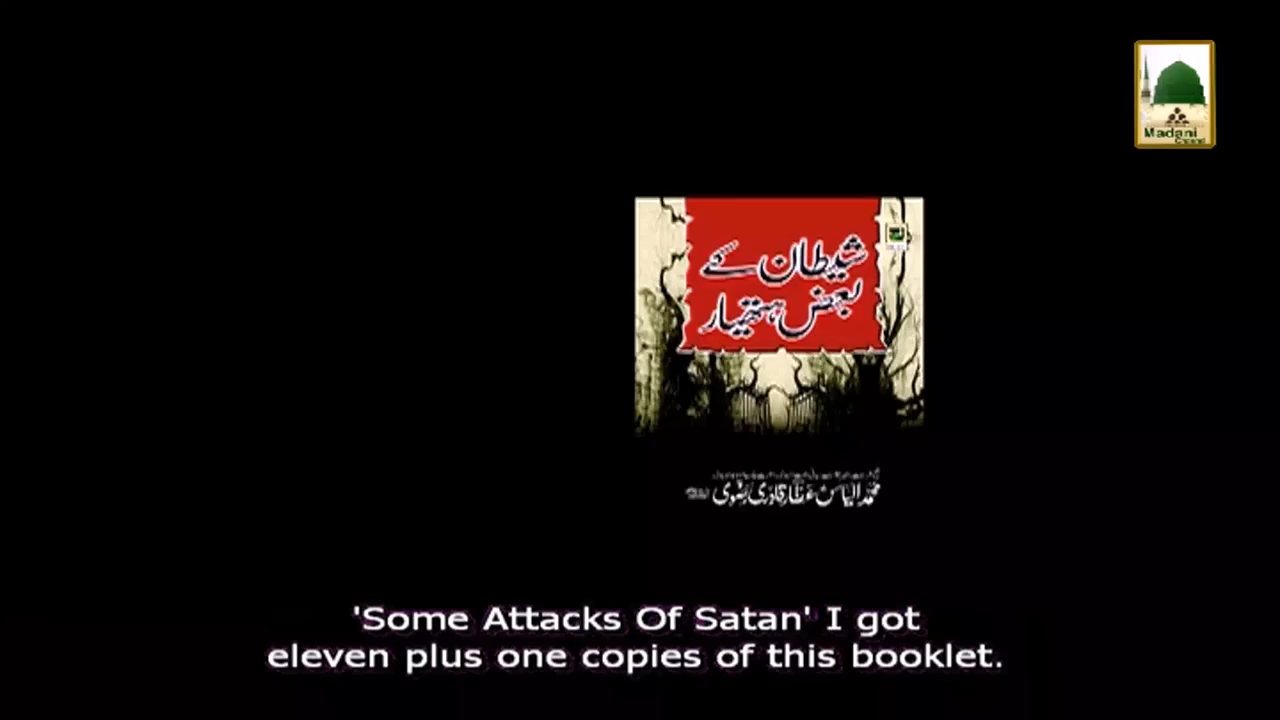 Madani
Channel
شیطان کے
بعض ہتھیار
محمد الیاس عطار قادری رضوی
'Some Attacks Of Satan' I got
eleven plus one copies of this booklet.